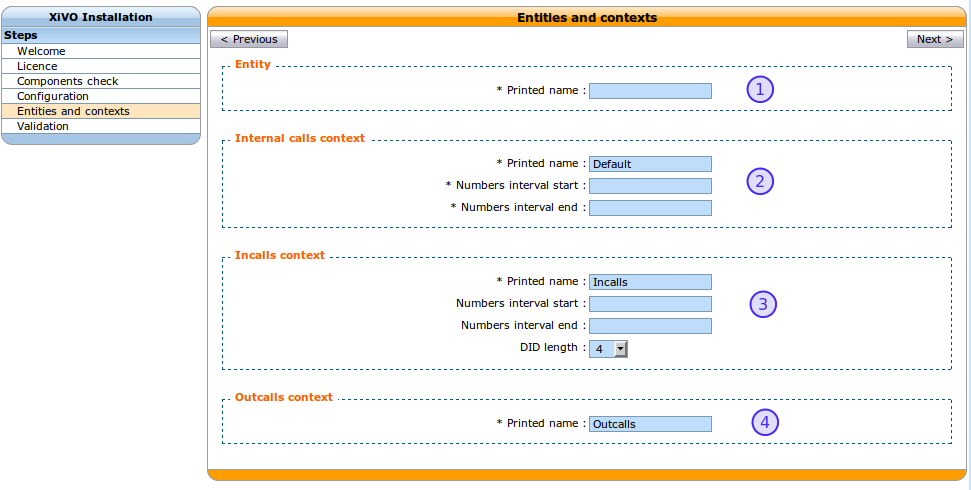 XiVO Installation
Steps
Welcome
Licence
Components check
Configuration
Entities and contexts
Validation
Entities and contexts
< Previous
Next >
Entity
* Printed name :
1
Internal calls context
* Printed name : Default
* Numbers interval start :
2
* Numbers interval end :
Incalls context
* Printed name : Incalls
Numbers interval start :
3
Numbers interval end :
DID length : 4
Outcalls context
* Printed name : Outcalls
4